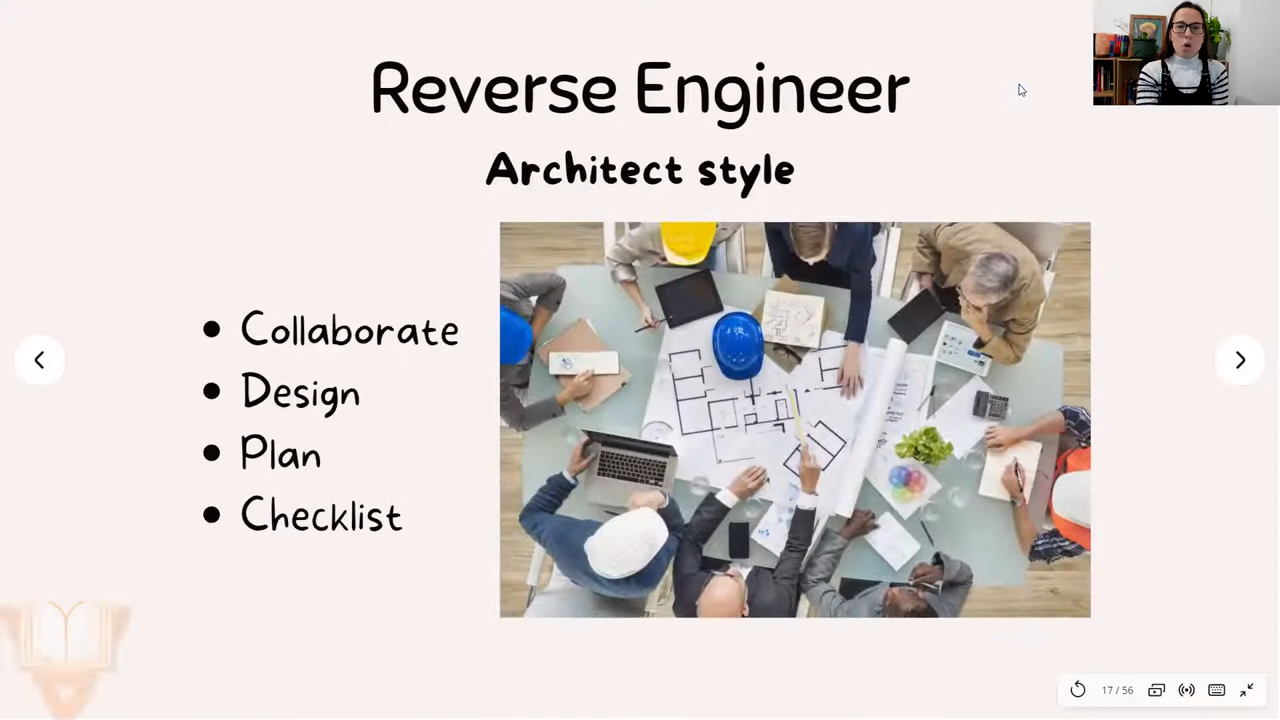 Reverse Engineer
Architect style
• Collaborate
• Design
• Plan
• Checklist
17 / 56